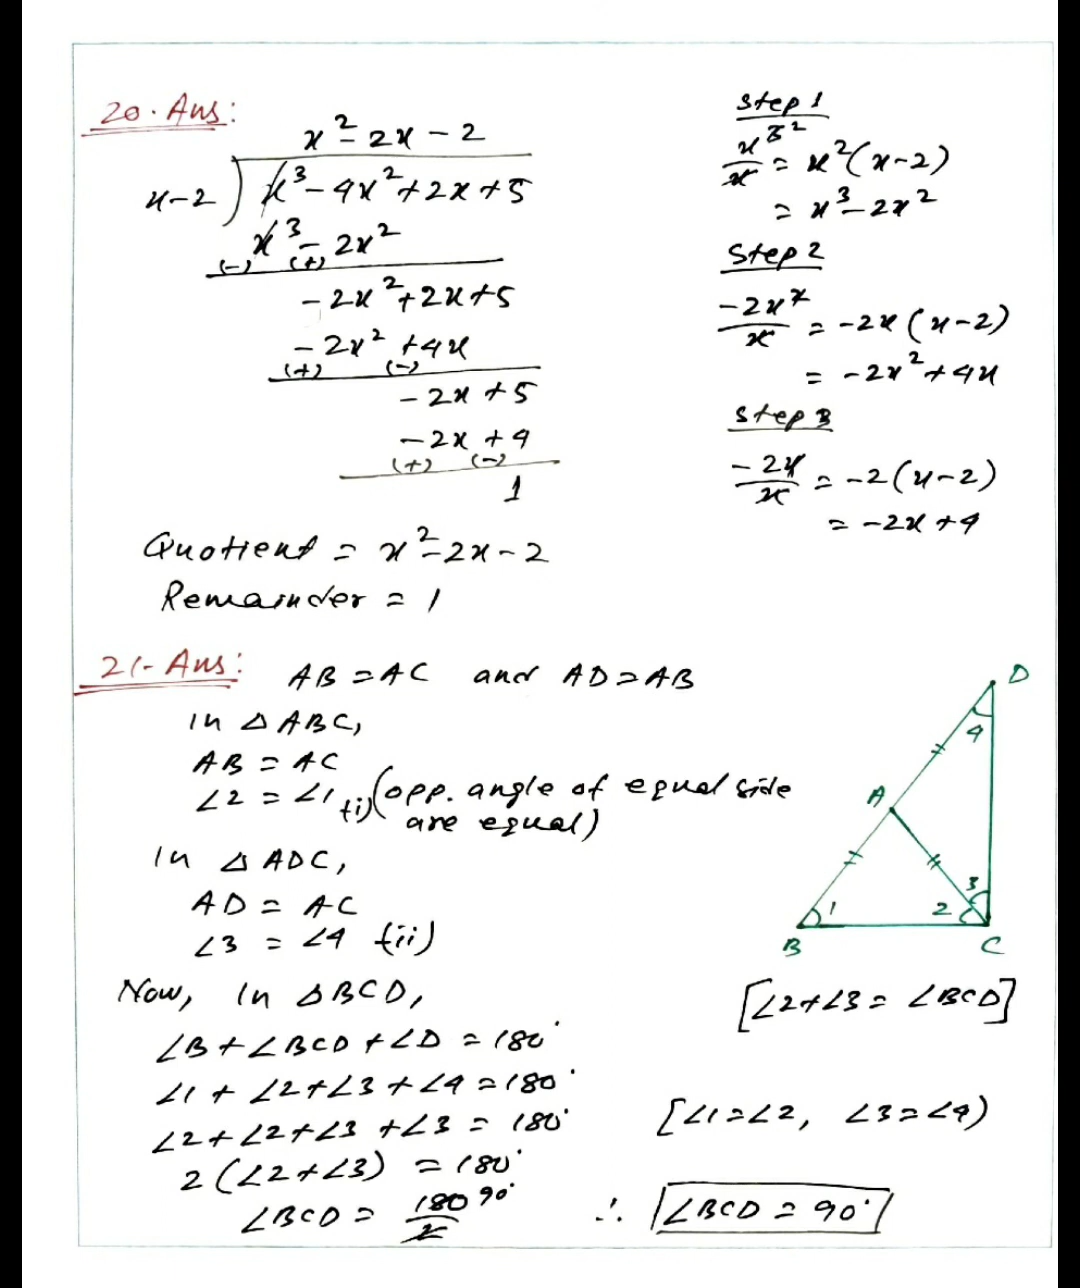 20. Ans:
x² - 2x - 2
x-2 ) x³ - 4x² + 2x + 5
x³ - 2x²
(-) (+)
-2x² + 2x + 5
-2x² + 4x
(+) (-)
-2x + 5
-2x + 4
(+) (-)
1
Quotient = x² - 2x - 2
Remainder = 1
Step 1
x³ ² / x = x²(x-2)
= x³ - 2x²
Step 2
-2x² / x = -2x (x-2)
= -2x² + 4x
Step 3
-2x / x = -2(x-2)
= -2x + 4
21- Ans: AB = AC and AD = AB
In △ ABC,
AB = AC
∠2 = ∠1 (i) (opp. angle of equal side
are equal)
In △ ADC,
AD = AC
∠3 = ∠4 (ii)
Now, In △BCD,
∠B + ∠BCD + ∠D = 180°
∠1 + ∠2 + ∠3 + ∠4 = 180°
∠2 + ∠2 + ∠3 + ∠3 = 180°
2 (∠2 + ∠3) = 180°
∠BCD = 180 / 2 90°
D
4
A
3
1
2
B
C
[∠2+∠3 = ∠BCD]
[∠1=∠2, ∠3=∠4)
∴ ∠BCD = 90°